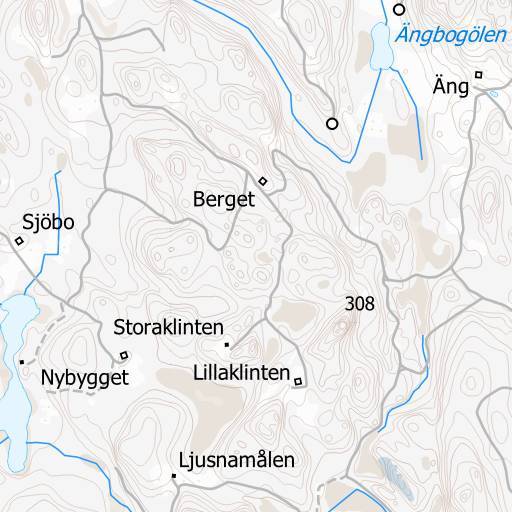 Ängbogölen
Äng
Berget
Sjöbo
308
Storaklinten
Lillaklinten
Nybygget
Ljusnamålen